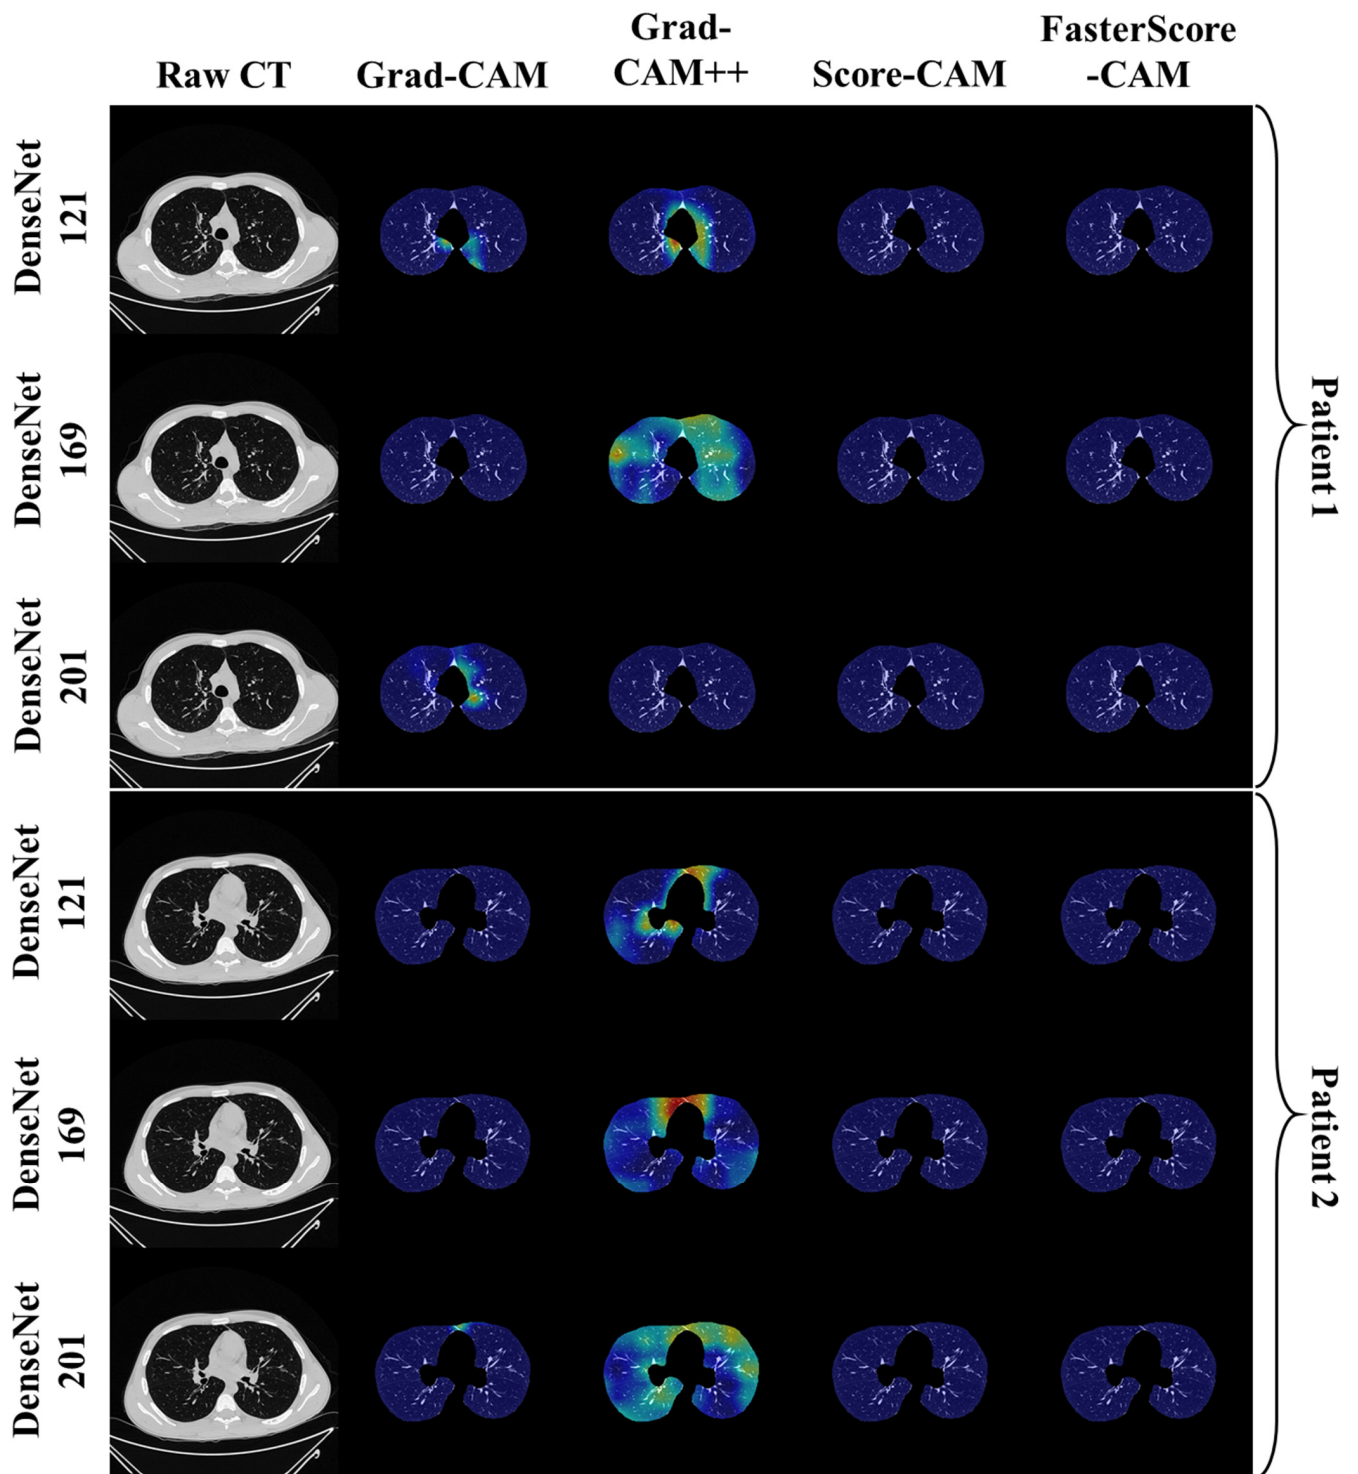 Raw CT
Grad-CAM
Grad-
CAM++
Score-CAM
FasterScore
-CAM
DenseNet
121
DenseNet
169
DenseNet
201
Patient 1
DenseNet
121
DenseNet
169
DenseNet
201
Patient 2